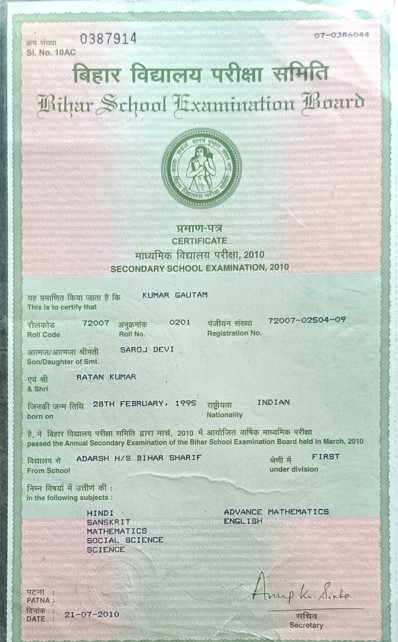 क्रम संख्या 0387914 07-0386044
Sl. No. 10AC
बिहार विद्यालय परीक्षा समिति
Bihar School Examination Board
प्रमाण-पत्र
CERTIFICATE
माध्यमिक विद्यालय परीक्षा, 2010
SECONDARY SCHOOL EXAMINATION, 2010
यह प्रमाणित किया जाता है कि KUMAR GAUTAM
This is to certify that
रौलकोड 72007 अनुक्रमांक 0201 पंजीयन संख्या 72007-02504-09
Roll Code Roll No. Registration No.
आत्मज/आत्मजा श्रीमती SAROJ DEVI
Son/Daughter of Smt.
एवं श्री RATAN KUMAR
& Shri
जिनकी जन्म तिथि 28TH FEBRUARY, 1995 राष्ट्रीयता INDIAN
born on Nationality
है, ने बिहार विद्यालय परीक्षा समिति द्वारा मार्च, 2010 में आयोजित वार्षिक माध्यमिक परीक्षा
passed the Annual Secondary Examination of the Bihar School Examination Board held in March, 2010
विद्यालय से ADARSH H/S BIHAR SHARIF श्रेणी में FIRST
From School under division
निम्न विषयों में उत्तीर्ण की :
in the following subjects :
HINDI ADVANCE MATHEMATICS
SANSKRIT ENGLISH
MATHEMATICS
SOCIAL SCIENCE
SCIENCE
पटना :
PATNA :
Anup Kr. Sinha
दिनांक :
DATE : 21-07-2010
सचिव
Secretary